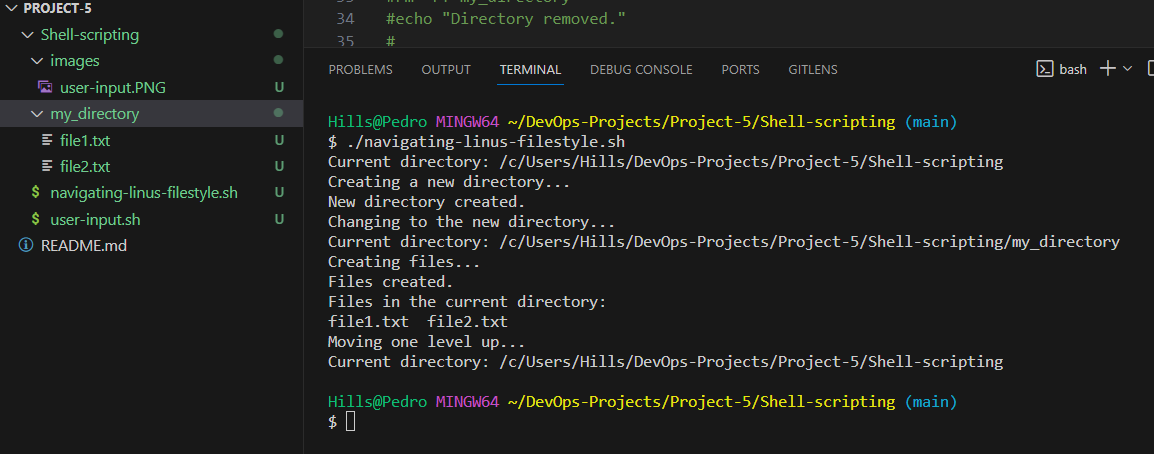 PROJECT-5
Shell-scripting
images
user-input.PNG U
my_directory
file1.txt U
file2.txt U
navigating-linus-filestyle.sh U
user-input.sh U
README.md
34 #echo "Directory removed."
35 #
PROBLEMS OUTPUT TERMINAL DEBUG CONSOLE PORTS GITLENS
bash
Hills@Pedro MINGW64 ~/DevOps-Projects/Project-5/Shell-scripting (main)
$ ./navigating-linus-filestyle.sh
Current directory: /c/Users/Hills/DevOps-Projects/Project-5/Shell-scripting
Creating a new directory...
New directory created.
Changing to the new directory...
Current directory: /c/Users/Hills/DevOps-Projects/Project-5/Shell-scripting/my_directory
Creating files...
Files created.
Files in the current directory:
file1.txt  file2.txt
Moving one level up...
Current directory: /c/Users/Hills/DevOps-Projects/Project-5/Shell-scripting
Hills@Pedro MINGW64 ~/DevOps-Projects/Project-5/Shell-scripting (main)
$